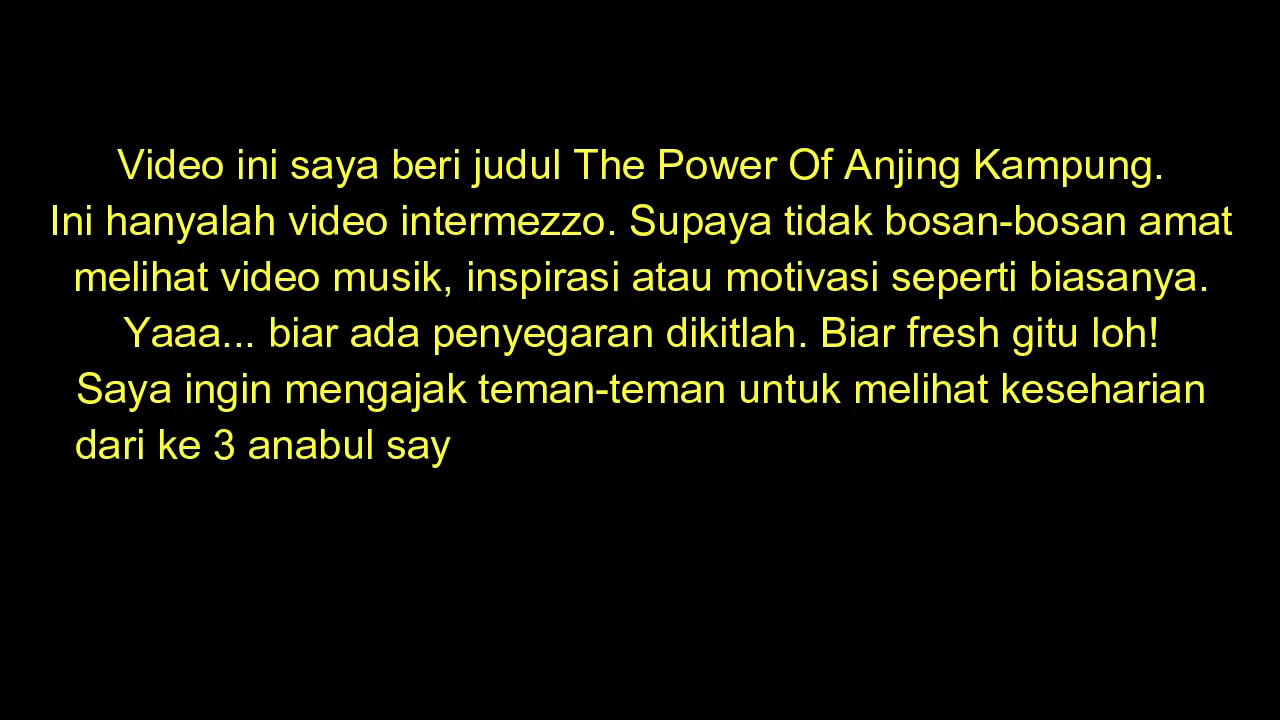 Video ini saya beri judul The Power Of Anjing Kampung.
Ini hanyalah video intermezzo. Supaya tidak bosan-bosan amat
melihat video musik, inspirasi atau motivasi seperti biasanya.
Yaaa... biar ada penyegaran dikitlah. Biar fresh gitu loh!
Saya ingin mengajak teman-teman untuk melihat keseharian
dari ke 3 anabul say